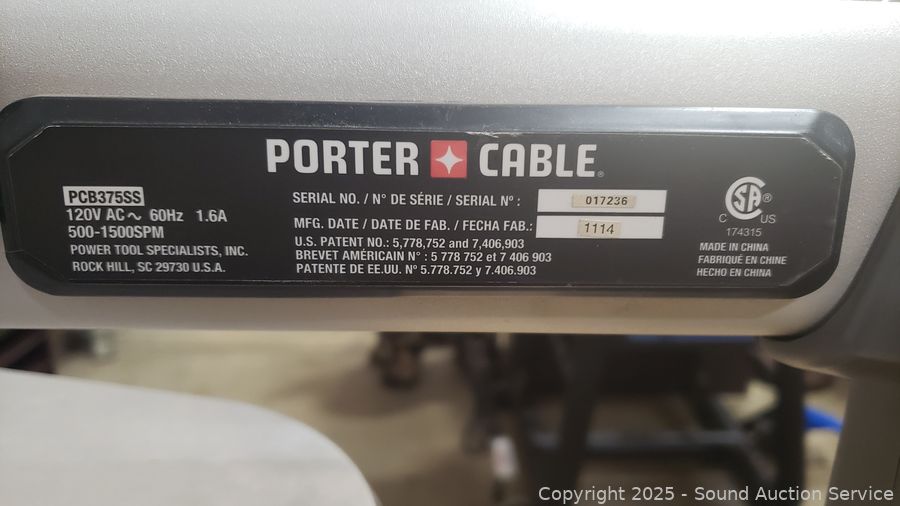 PORTER CABLE®
PCB375SS
120V AC ~ 60Hz 1.6A
500-1500SPM
POWER TOOL SPECIALISTS, INC.
ROCK HILL, SC 29730 U.S.A.
SERIAL NO. / N° DE SÉRIE / SERIAL Nº : 017236
MFG. DATE / DATE DE FAB. / FECHA FAB.: 1114
U.S. PATENT NO.: 5,778,752 and 7,406,903
BREVET AMÉRICAIN N° : 5 778 752 et 7 406 903
PATENTE DE EE.UU. Nº 5.778.752 y 7.406.903
CSA®
C US
174315
MADE IN CHINA
FABRIQUÉ EN CHINE
HECHO EN CHINA
Copyright © 2025 - Sound Auction Service